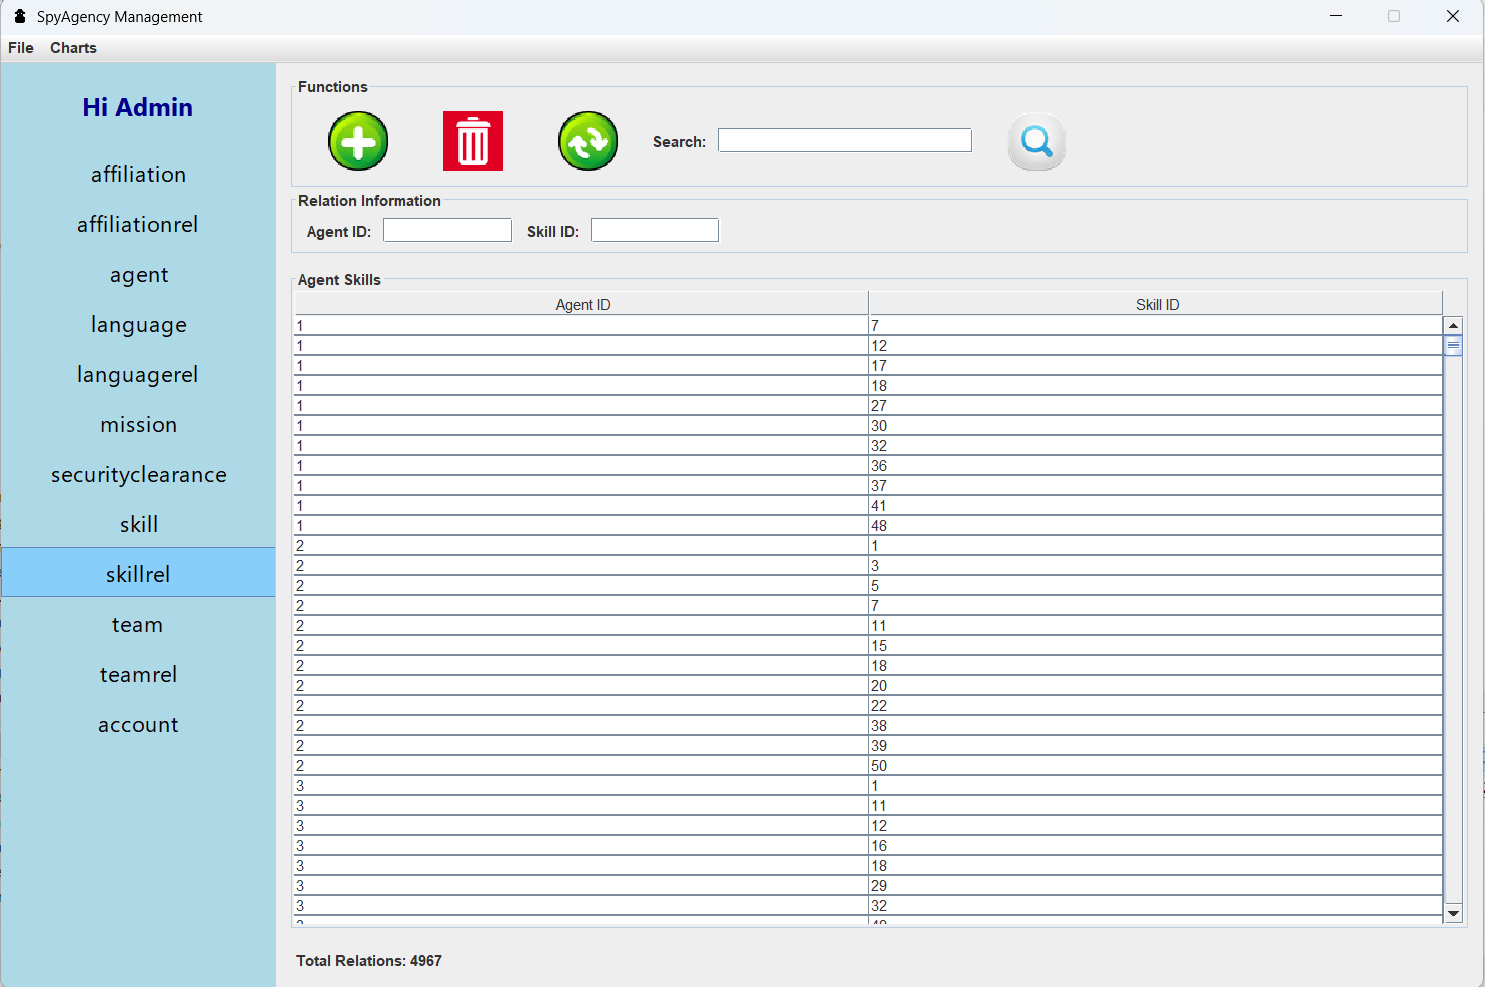 SpyAgency Management
File Charts
Hi Admin
affiliation
affiliationrel
agent
language
languagerel
mission
securityclearance
skill
skillrel
team
teamrel
account
Functions
Search:
Relation Information
Agent ID: Skill ID:
Agent Skills
Agent ID Skill ID
1 7
1 12
1 17
1 18
1 27
1 30
1 32
1 36
1 37
1 41
1 48
2 1
2 3
2 5
2 7
2 11
2 15
2 18
2 20
2 22
2 38
2 39
2 50
3 1
3 11
3 12
3 16
3 18
3 29
3 32
Total Relations: 4967